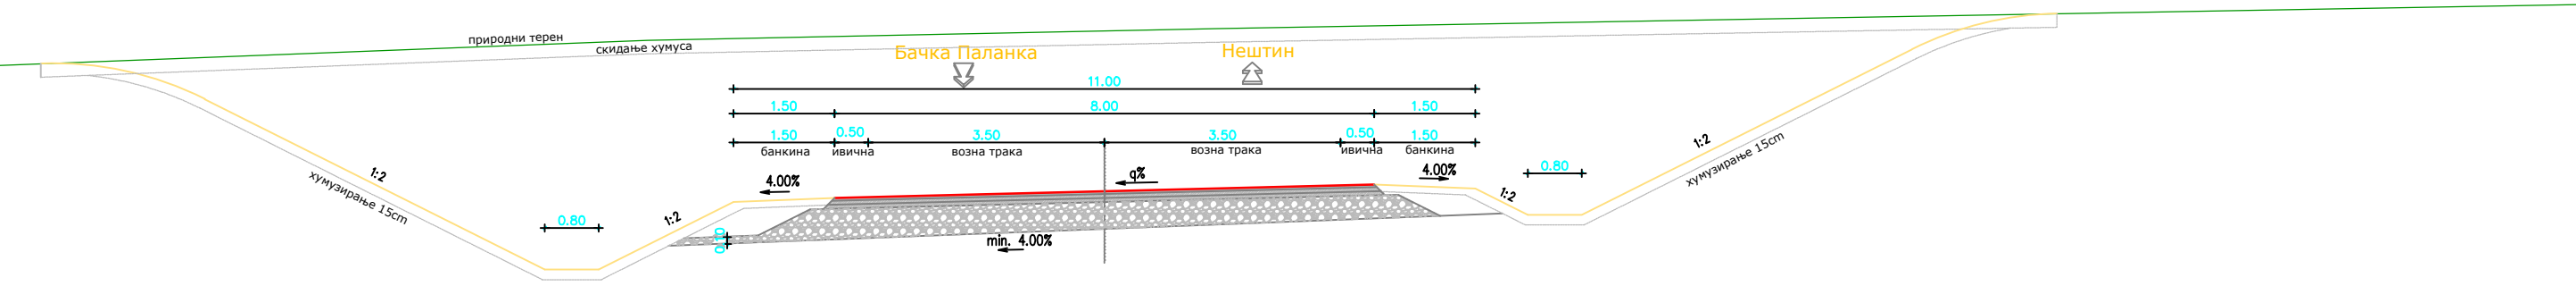 природни терен
скидање хумуса
Бачка Паланка
Нештин
11.00
1.50 8.00 1.50
1.50 0.50 3.50 3.50 0.50 1.50
банкина ивична возна трака возна трака ивична банкина
1:2
хумузирање 15cm
0.80
1:2
4.00%
q%
4.00%
1:2
0.80
1:2
хумузирање 15cm
0.10
min. 4.00%